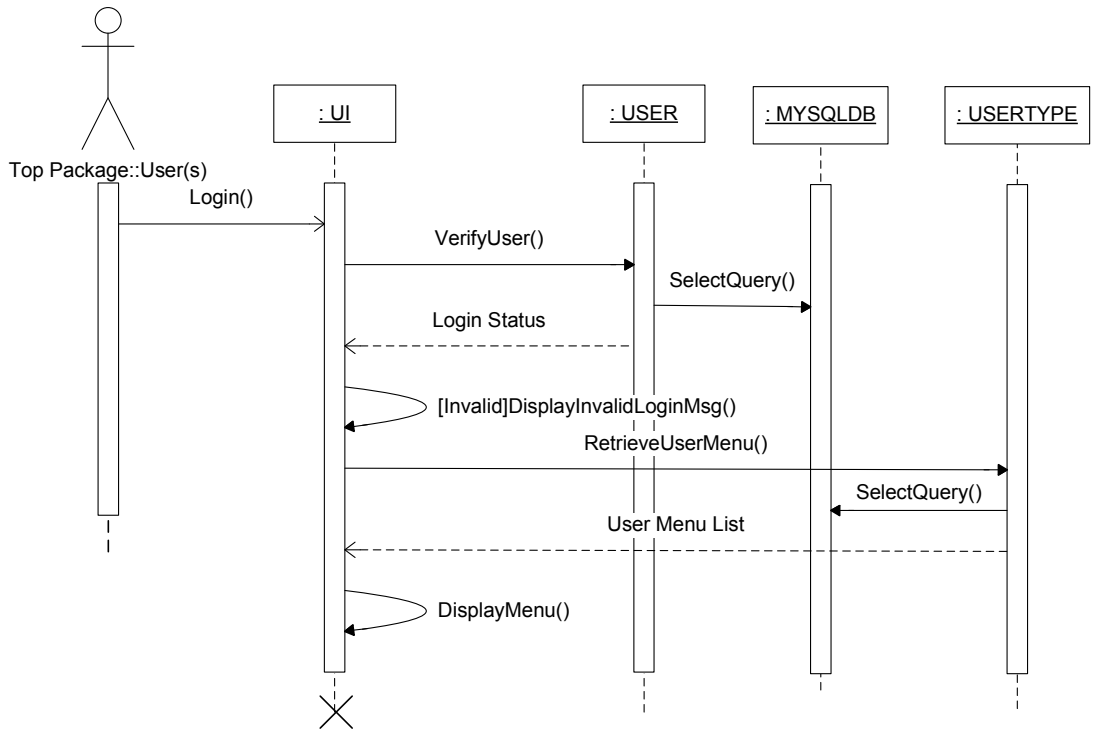 : UI
: USER
: MYSQLDB
: USERTYPE
Top Package::User(s)
Login()
VerifyUser()
SelectQuery()
Login Status
[Invalid]DisplayInvalidLoginMsg()
RetrieveUserMenu()
SelectQuery()
User Menu List
DisplayMenu()